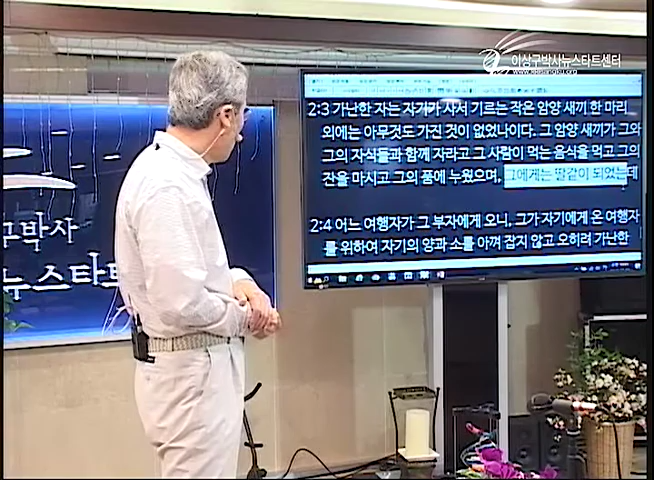 이상구박사뉴스타트센터
2:3 가난한 자는 자기가 사서 기르는 작은 암양 새끼 한 마리
외에는 아무것도 가진 것이 없었나이다. 그 암양 새끼가 그와
그의 자식들과 함께 자라고 그 사람이 먹는 음식을 먹고 그의
잔을 마시고 그의 품에 누웠으며, 그에게는 딸같이 되었는데
2:4 어느 여행자가 그 부자에게 오니, 그가 자기에게 온 여행자
를 위하여 자기의 양과 소를 아껴 잡지 않고 오히려 가난한
구박사
뉴스타트